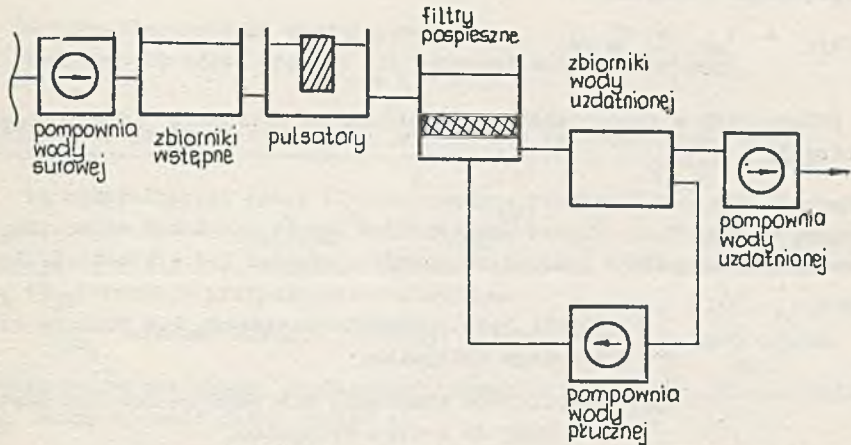 filtry
pospieszne
zbiorniki
wody
uzdatnionej
pompownia
wody
surowej
zbiorniki
wstępne
pulsatory
pompownia
wody
uzdatnionej
pompownia
wody
płucznej